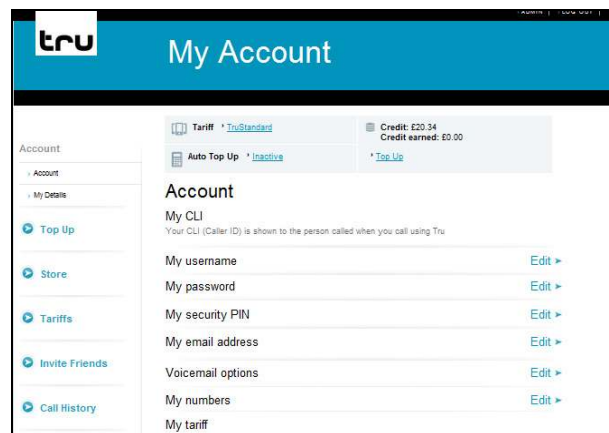 ADMIN | LOG OUT |
tru
My Account
Tariff TruStandard
Credit: £20.34
Credit earned: £0.00
Auto Top Up Inactive
Top Up
Account
Account
My Details
Top Up
Store
Tariffs
Invite Friends
Call History
Account
My CLI
Your CLI (Caller ID) is shown to the person called when you call using Tru
My username Edit
My password Edit
My security PIN Edit
My email address Edit
Voicemail options Edit
My numbers Edit
My tariff